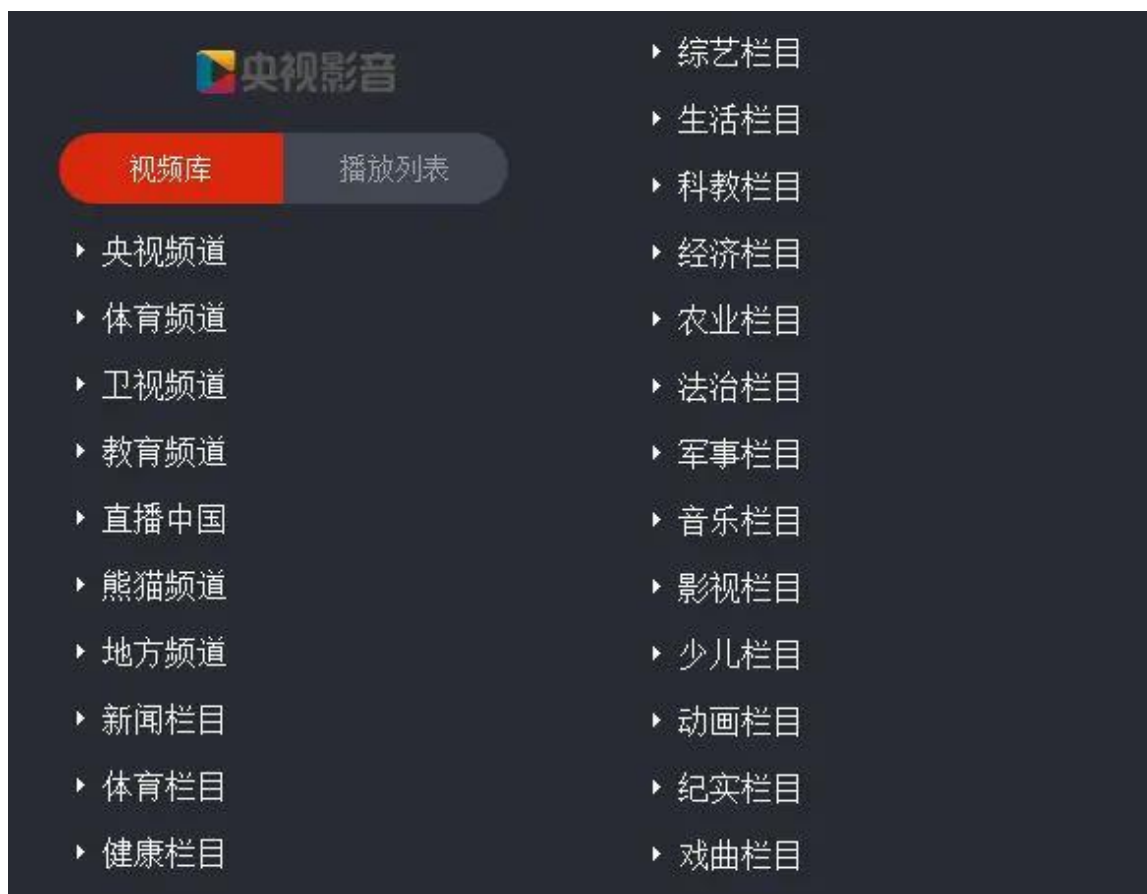 央视影音
视频库
播放列表
央视频道
体育频道
卫视频道
教育频道
直播中国
熊猫频道
地方频道
新闻栏目
体育栏目
健康栏目
综艺栏目
生活栏目
科教栏目
经济栏目
农业栏目
法治栏目
军事栏目
音乐栏目
影视栏目
少儿栏目
动画栏目
纪实栏目
戏曲栏目